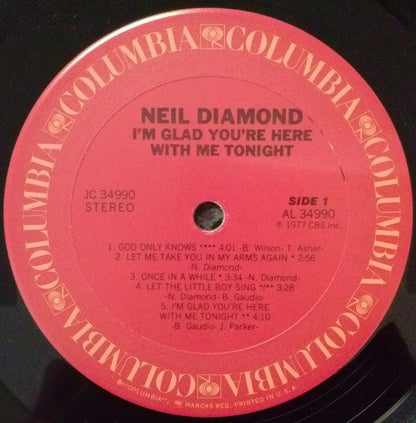 COLUMBIA COLUMBIA COLUMBIA COLUMBIA COLUMBIA COLUMBIA
NEIL DIAMOND
I'M GLAD YOU'RE HERE
WITH ME TONIGHT
JC 34990
STEREO
SIDE 1
AL 34990
℗ 1977 CBS Inc.
1. GOD ONLY KNOWS **** 4:01 -B. Wilson- T. Asher-
2. LET ME TAKE YOU IN MY ARMS AGAIN * 2:56
-N. Diamond-
3. ONCE IN A WHILE * 3:34 -N. Diamond-
4. LET THE LITTLE BOY SING */** 3:28
-N. Diamond- B. Gaudio-
5. I'M GLAD YOU'RE HERE
WITH ME TONIGHT ** 4:10
-B. Gaudio- J. Parker-
"COLUMBIA", MARCAS REG. PRINTED IN U.S.A.